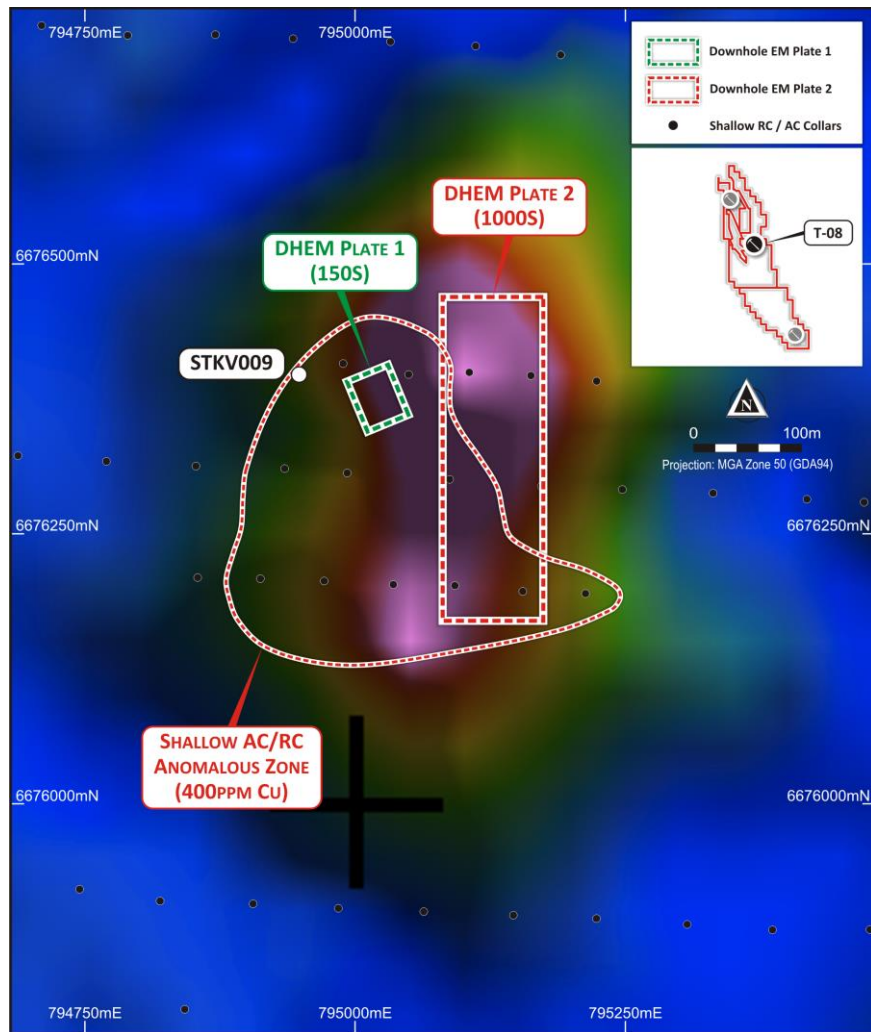 794750mE
795000mE
Downhole EM Plate 1
Downhole EM Plate 2
Shallow RC / AC Collars
T-08
DHEM Plate 2
(1000S)
DHEM Plate 1
(150S)
6676500mN
STKV009
N
0
100m
Projection: MGA Zone 50 (GDA94)
6676250mN
6676250mN
Shallow AC/RC
Anomalous Zone
(400ppm Cu)
6676000mN
6676000mN
794750mE
795000mE
795250mE